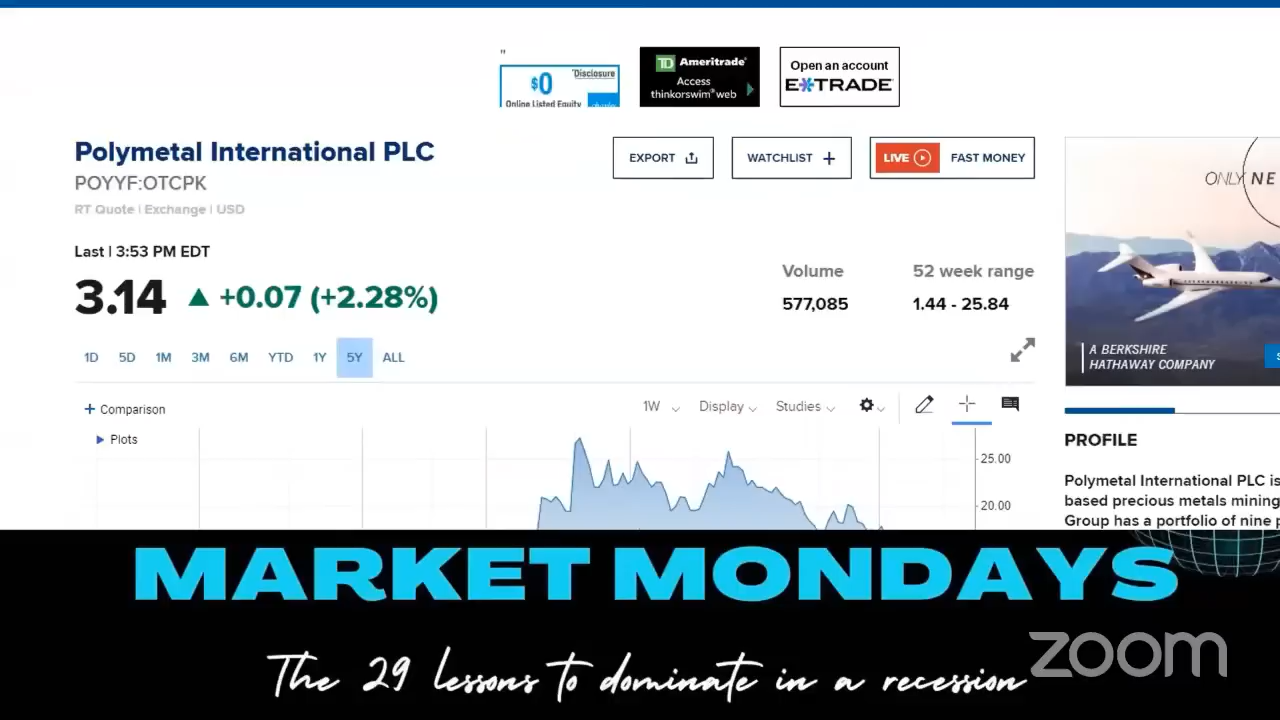 "
$0
Disclosure
Online Listed Equity
TD Ameritrade
Access
thinkorswim® web
Open an account
E*TRADE
Polymetal International PLC
POYYF:OTCPK
RT Quote | Exchange | USD
EXPORT
WATCHLIST +
LIVE FAST MONEY
Last | 3:53 PM EDT
3.14 ▲ +0.07 (+2.28%)
Volume
577,085
52 week range
1.44 - 25.84
1D 5D 1M 3M 6M YTD 1Y 5Y ALL
+ Comparison
1W Display Studies
Plots
25.00
20.00
ONLY NE
A BERKSHIRE
HATHAWAY COMPANY
PROFILE
Polymetal International PLC is
based precious metals mining
Group has a portfolio of nine p
MARKET MONDAYS
The 29 lessons to dominate in a recession
zoom